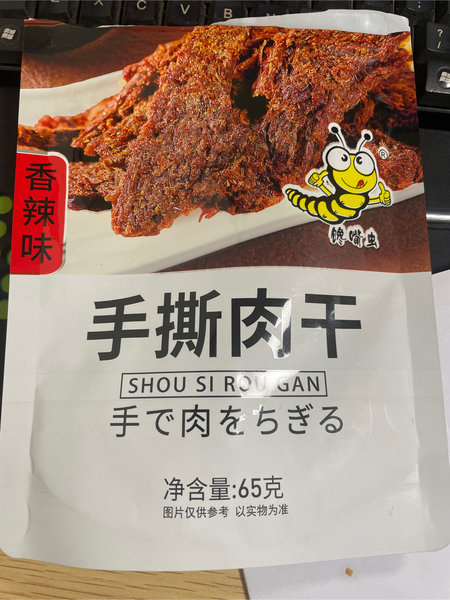 香辣味
®
馋嘴虫
手撕肉干
SHOU SI ROU GAN
手で肉をちぎる
净含量:65克
图片仅供参考 以实物为准